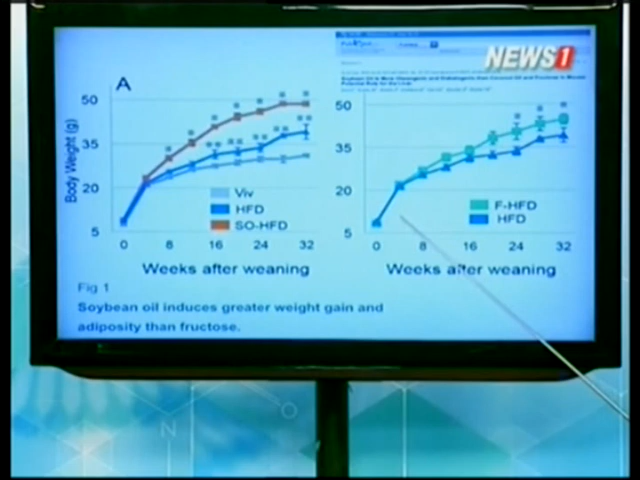 NEWS1
A
Body Weight (g)
50
35
20
5
0 8 16 24 32
Weeks after weaning
Viv
HFD
SO-HFD
50
35
20
5
0 8 16 24 32
Weeks after weaning
F-HFD
HFD
Fig 1
Soybean oil induces greater weight gain and
adiposity than fructose.